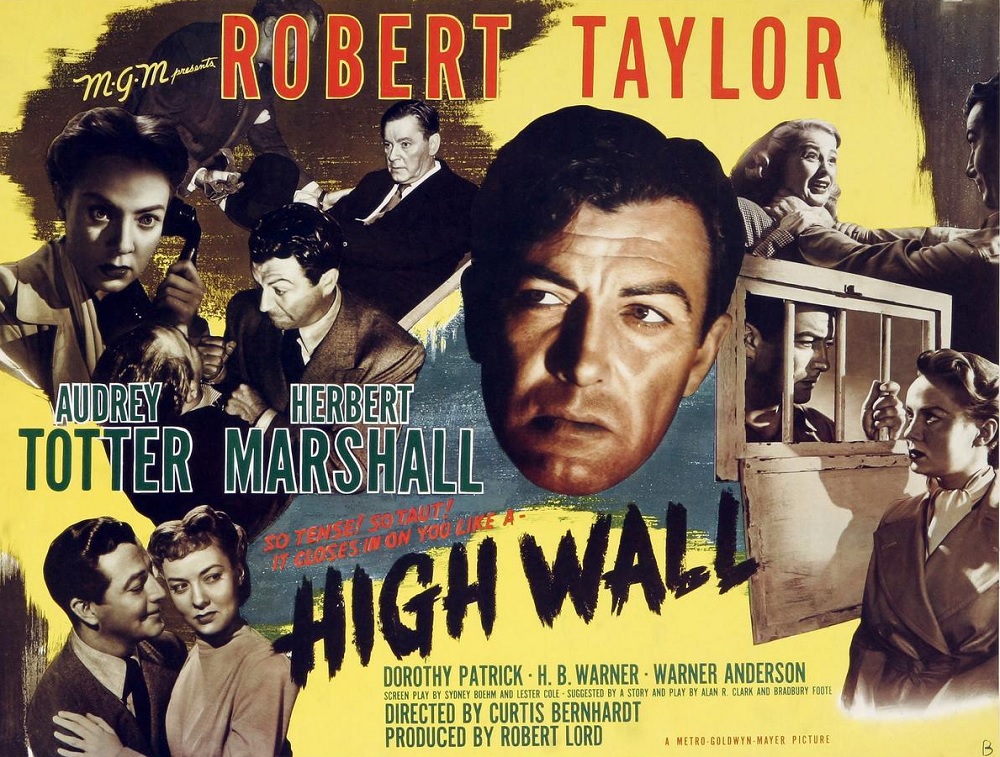 M-G-M presents
ROBERT TAYLOR
AUDREY TOTTER
HERBERT MARSHALL
SO TENSE! SO TAUT!
IT CLOSES IN ON YOU LIKE A -
HIGH WALL
DOROTHY PATRICK · H. B. WARNER · WARNER ANDERSON
SCREEN PLAY BY SYDNEY BOEHM AND LESTER COLE · SUGGESTED BY A STORY AND PLAY BY ALAN R. CLARK AND BRADBURY FOOTE
DIRECTED BY CURTIS BERNHARDT
PRODUCED BY ROBERT LORD
A METRO-GOLDWYN-MAYER PICTURE
B